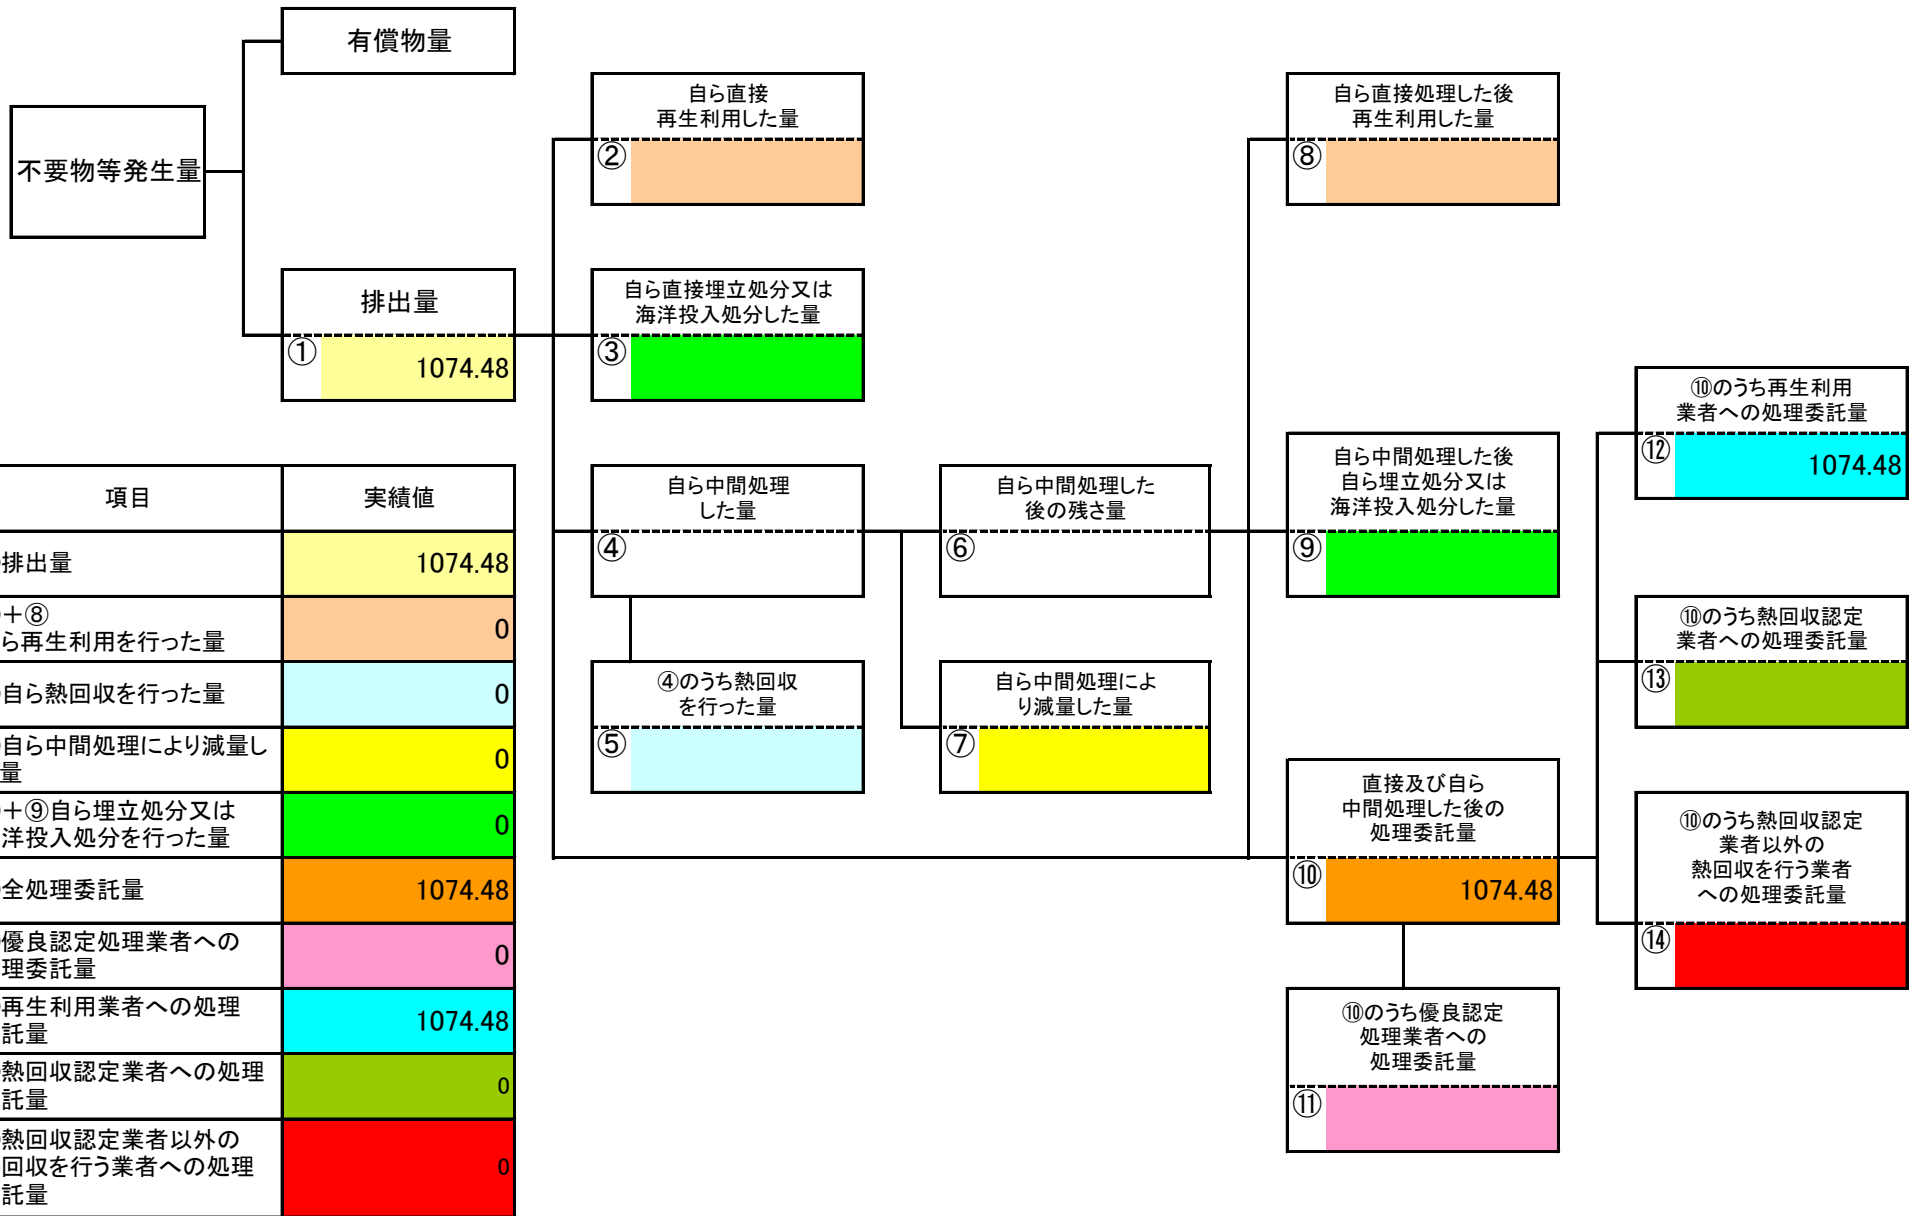 有償物量
不要物等発生量
排出量
①
1074.48
自ら直接
再生利用した量
②
自ら直接埋立処分又は
海洋投入処分した量
③
自ら中間処理
した量
④
④のうち熱回収
を行った量
⑤
自ら中間処理した
後の残さ量
⑥
自ら中間処理によ
り減量した量
⑦
自ら直接処理した後
再生利用した量
⑧
自ら中間処理した後
自ら埋立処分又は
海洋投入処分した量
⑨
直接及び自ら
中間処理した後の
処理委託量
⑩
1074.48
⑩のうち優良認定
処理業者への
処理委託量
⑪
⑩のうち再生利用
業者への処理委託量
⑫
1074.48
⑩のうち熱回収認定
業者への処理委託量
⑬
⑩のうち熱回収認定
業者以外の
熱回収を行う業者
への処理委託量
⑭
項目 実績値
排出量 1074.48
+⑧
ら再生利用を行った量 0
自ら熱回収を行った量 0
自ら中間処理により減量し
量 0
+⑨自ら埋立処分又は
洋投入処分を行った量 0
全処理委託量 1074.48
優良認定処理業者への
理委託量 0
再生利用業者への処理
託量 1074.48
熱回収認定業者への処理
託量 0
熱回収認定業者以外の
回収を行う業者への処理
託量 0